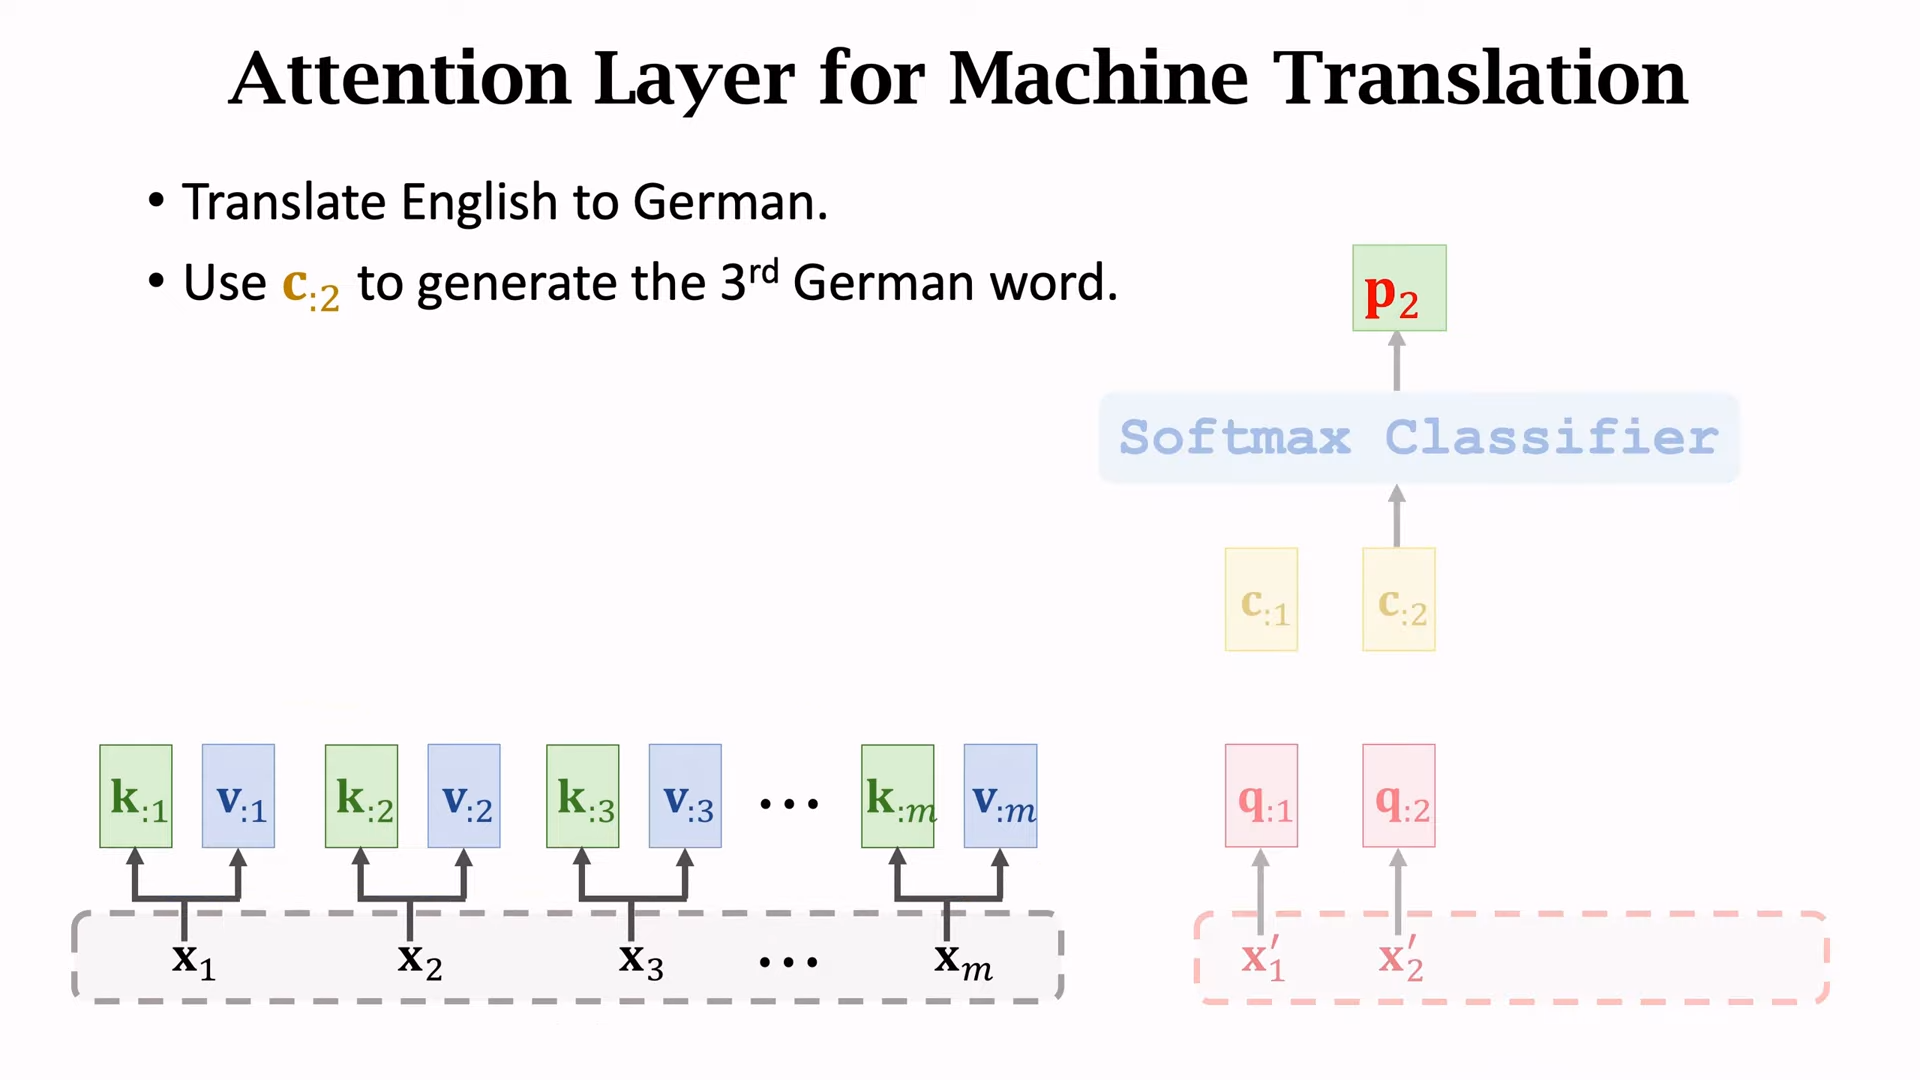 Attention Layer for Machine Translation
• Translate English to German.
• Use c:2 to generate the 3rd German word.
p2
Softmax Classifier
c:1 c:2
k:1 v:1 k:2 v:2 k:3 v:3 ... k:m v:m q:1 q:2
x1 x2 x3 ... xm x′1 x′2